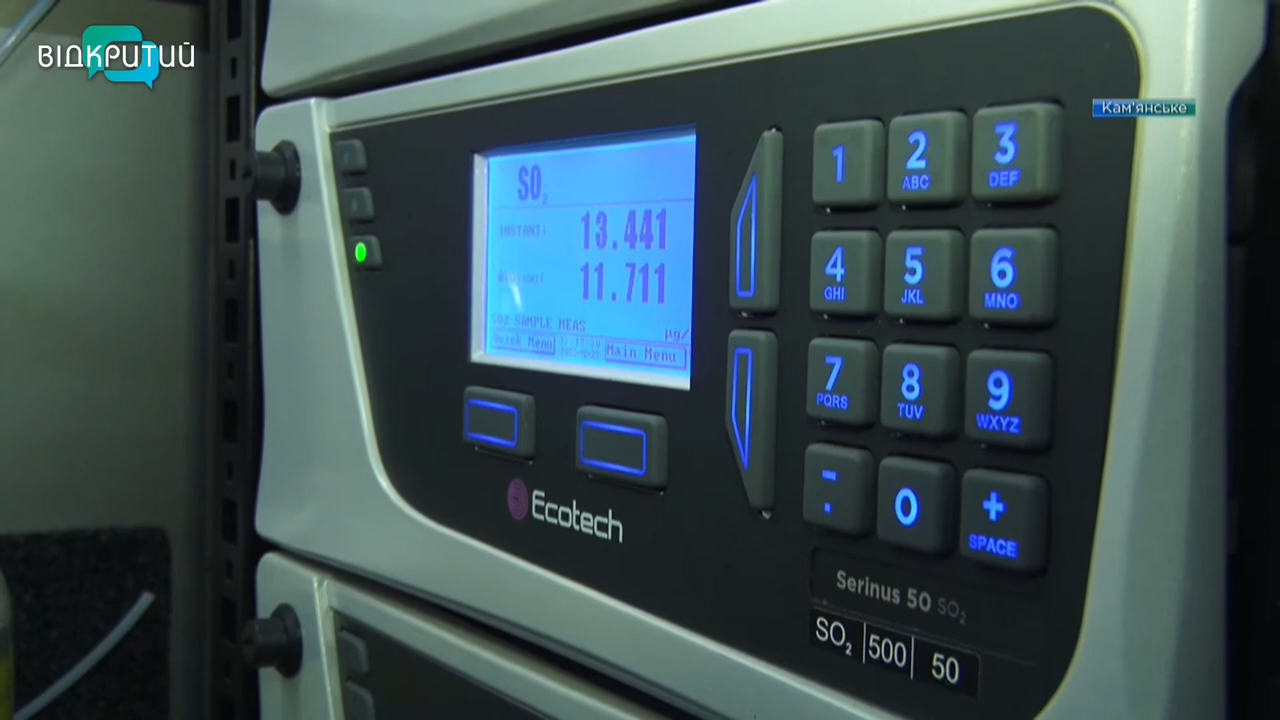 ВІДКРИТИЙ
Кам'янське
SO2
INSTANT: 13.441
11.711
SO2 SAMPLE MEAS
µg/
Quick Menu
Main Menu
1
2
ABC
3
DEF
4
GHI
5
JKL
6
MNO
7
PQRS
8
TUV
9
WXYZ
-
.
0
+
SPACE
Ecotech
Serinus 50 SO2
SO2 500 50